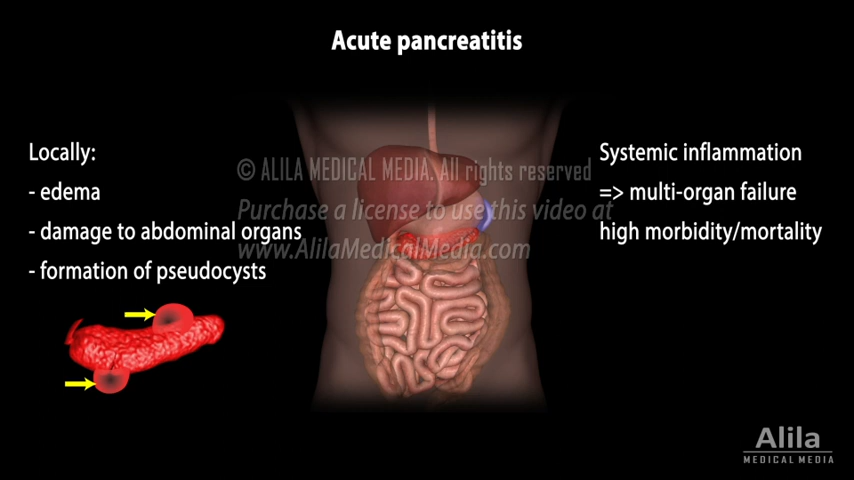 Acute pancreatitis
Locally:
- edema
- damage to abdominal organs
- formation of pseudocysts
Systemic inflammation
=> multi-organ failure
high morbidity/mortality
© ALILA MEDICAL MEDIA. All rights reserved
Purchase a license to use this video at
www.AlilaMedicalMedia.com
Alila
MEDICAL MEDIA